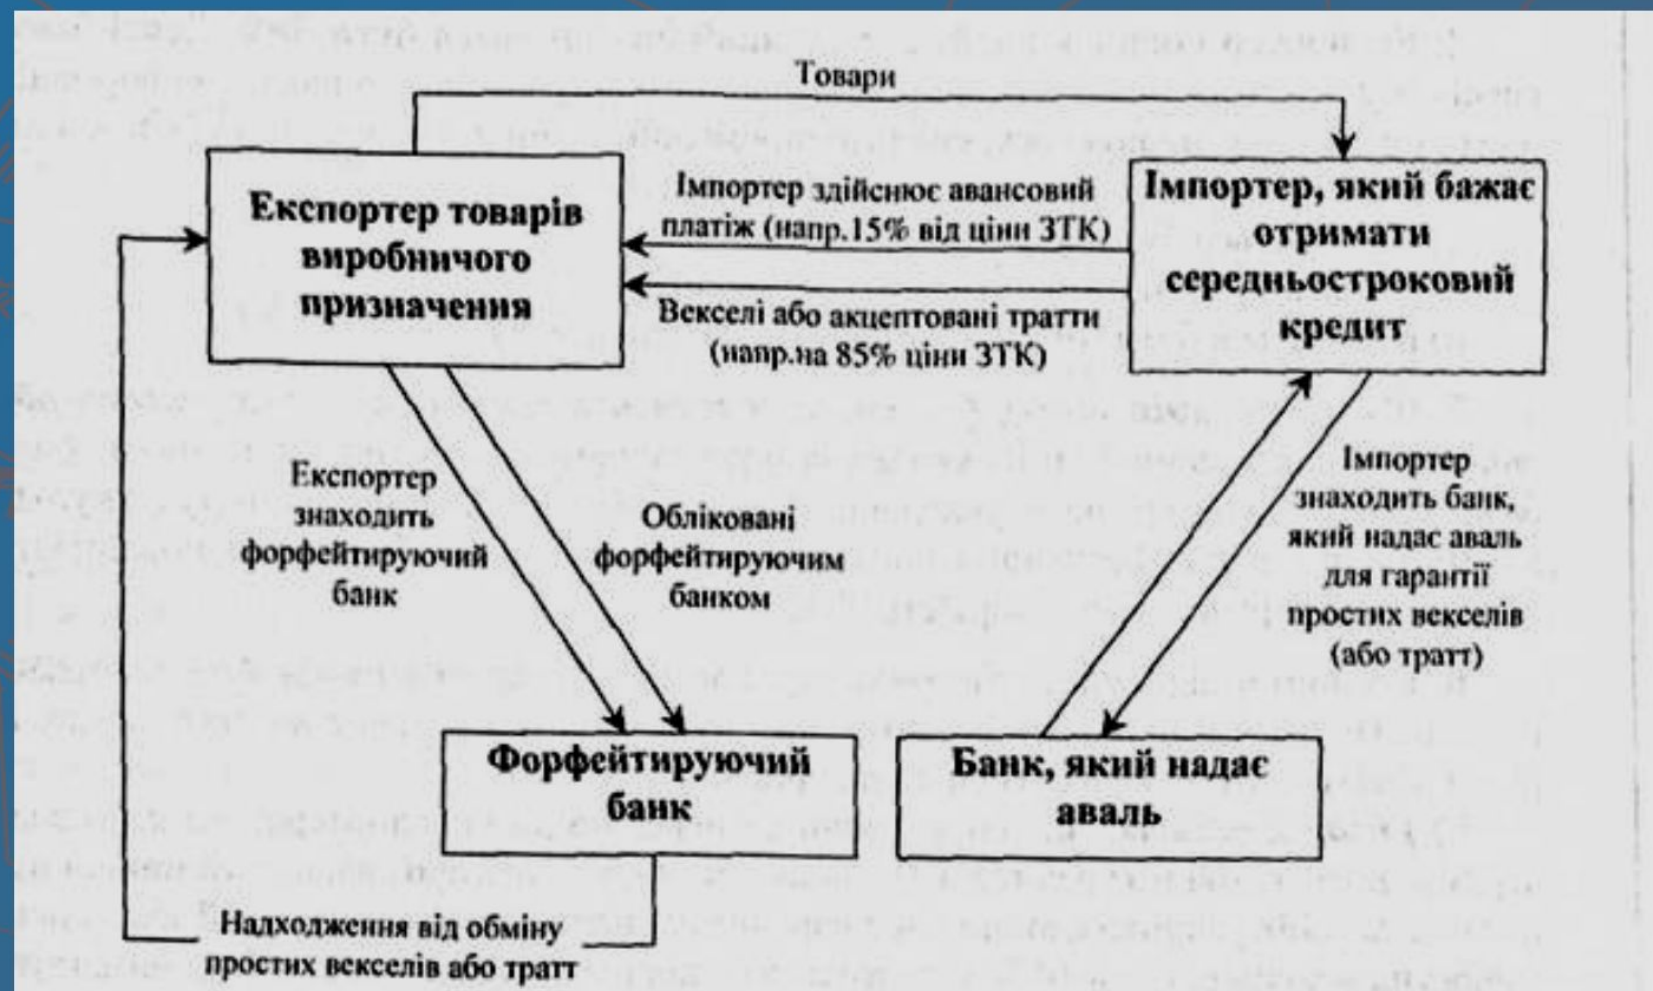 Товари
Експортер товарів
виробничого
призначення
Імпортер здійснює авансовий
платіж (напр.15% від ціни ЗТК)
Векселі або акцептовані тратти
(напр.на 85% ціни ЗТК)
Імпортер, який бажає
отримати
середньостроковий
кредит
Експортер
знаходить
форфейтируючий
банк
Обліковані
форфейтируючим
банком
Імпортер
знаходить банк,
який надає аваль
для гарантії
простих векселів
(або тратт)
Форфейтируючий
банк
Банк, який надає
аваль
Надходження від обміну
простих векселів або тратт